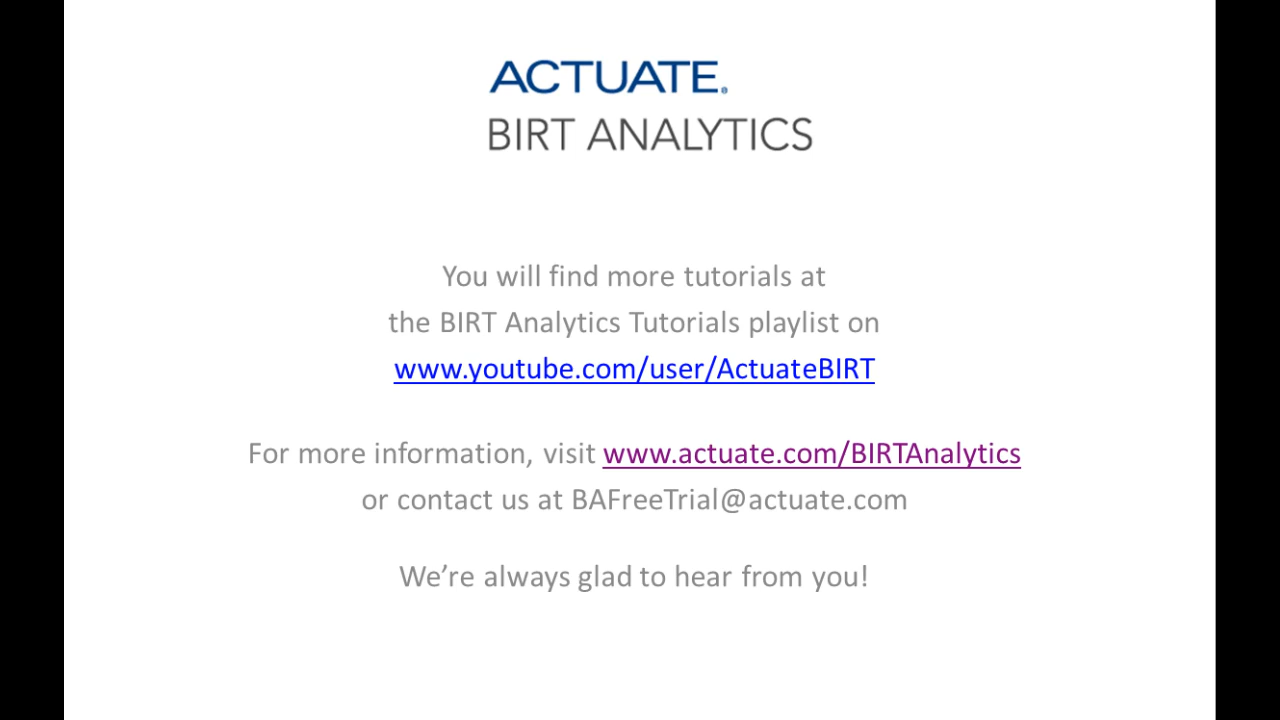 ACTUATE®
BIRT ANALYTICS
You will find more tutorials at
the BIRT Analytics Tutorials playlist on
www.youtube.com/user/ActuateBIRT
For more information, visit www.actuate.com/BIRTAnalytics
or contact us at BAFreeTrial@actuate.com
We’re always glad to hear from you!